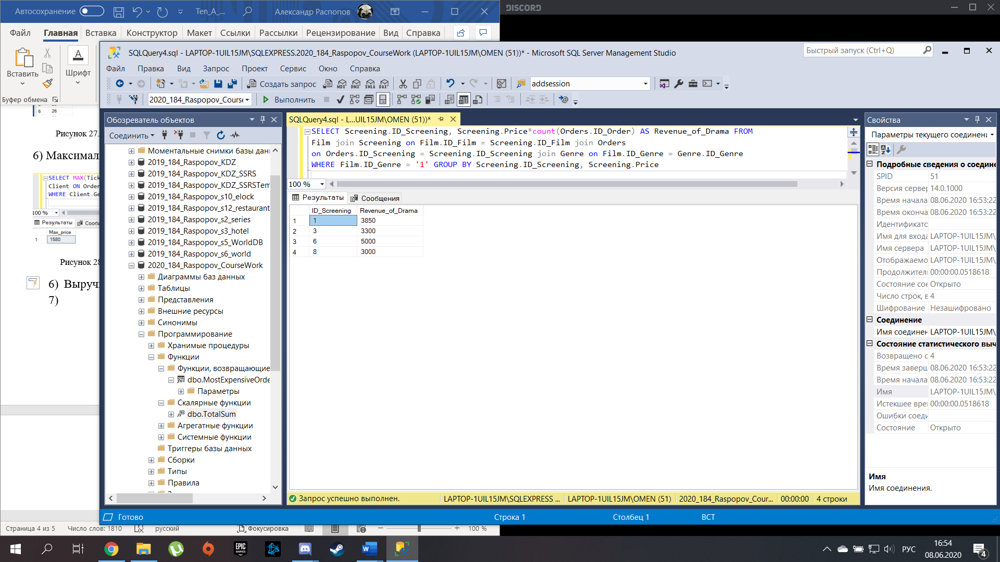 Автосохранение
Ten_A_...
Александр Распопов
DISCORD
Файл Главная Вставка Конструктор Макет Ссылки Рассылки Рецензирование Вид Справка
Вставить
Шрифт
Буфер обмена
6 26
Рисунок 27.
6) Максимал
SELECT MAX(Tick
Client ON Order
WHERE Client.Ge
100 %
Результаты Сооб
Max_price
1 1580
Рисунок 28
6) Выруч
7)
Страница 4 из 5 Число слов: 1810 русский Фокусировка 100 %
SQLQuery4.sql - LAPTOP-1UIL15JM\SQLEXPRESS.2020_184_Raspopov_CourseWork (LAPTOP-1UIL15JM\OMEN (51))* - Microsoft SQL Server Management Studio
Быстрый запуск (Ctrl+Q)
Файл Правка Вид Запрос Проект Сервис Окно Справка
Создать запрос
MDX DMX XMLA DAX
addsession
2020_184_Raspopov_Course
Выполнить
Обозреватель объектов
Соединить
Моментальные снимки базы дан
2019_184_Raspopov_KDZ
2019_184_Raspopov_KDZ_SSRS
2019_184_Raspopov_KDZ_SSRSTem
2019_184_Raspopov_s10_elock
2019_184_Raspopov_s12_restaurant
2019_184_Raspopov_s2_series
2019_184_Raspopov_s3_hotel
2019_184_Raspopov_s5_WorldDB
2019_184_Raspopov_s6_world
2020_184_Raspopov_CourseWork
Диаграммы баз данных
Таблицы
Представления
Внешние ресурсы
Синонимы
Программирование
Хранимые процедуры
Функции
Функции, возвращающие
dbo.MostExpensiveOrde
Параметры
Скалярные функции
dbo.TotalSum
Агрегатные функции
Системные функции
Триггеры базы данных
Сборки
Типы
Правила
SQLQuery4.sql - L...UIL15JM\OMEN (51))*
SELECT Screening.ID_Screening, Screening.Price*count(Orders.ID_Order) AS Revenue_of_Drama FROM
Film join Screening on Film.ID_Film = Screening.ID_Film join Orders
on Orders.ID_Screening = Screening.ID_Screening join Genre on Film.ID_Genre = Genre.ID_Genre
WHERE Film.ID_Genre = '1' GROUP BY Screening.ID_Screening, Screening.Price
100 %
Результаты Сообщения
ID_Screening Revenue_of_Drama
1 1 3850
2 3 3300
3 6 5000
4 8 3000
Запрос успешно выполнен. LAPTOP-1UIL15JM\SQLEXPRESS ... LAPTOP-1UIL15JM\OMEN (51) 2020_184_Raspopov_Cour... 00:00:00 4 строки
Свойства
Параметры текущего соединени
Подробные сведения о соедине
SPID 51
Версия сервер 14.0.1000
Время начала 08.06.2020 16:53:22
Время оконча 08.06.2020 16:53:22
Идентификато
Имя для входа LAPTOP-1UIL15JM\
Имя сервера LAPTOP-1UIL15JM\
Отображаемо LAPTOP-1UIL15JM\
Продолжител 00:00:00.0518618
Состояние сое Открыто
Число строк, в 4
Шифрование Незашифровано
Соединение
Имя соединен LAPTOP-1UIL15JM\
Состояние статистического выч
Возвращено с 4
Время заверш 08.06.2020 16:53:22
Время начала 08.06.2020 16:53:22
Имя LAPTOP-1UIL15JM\
Истекшее вре 00:00:00.0518618
Ошибки соеди
Состояние Открыто
Имя
Имя соединения.
Готово Строка 1 Столбец 1 ВСТ
EPIC GAMES
РУС
16:54
08.06.2020
4